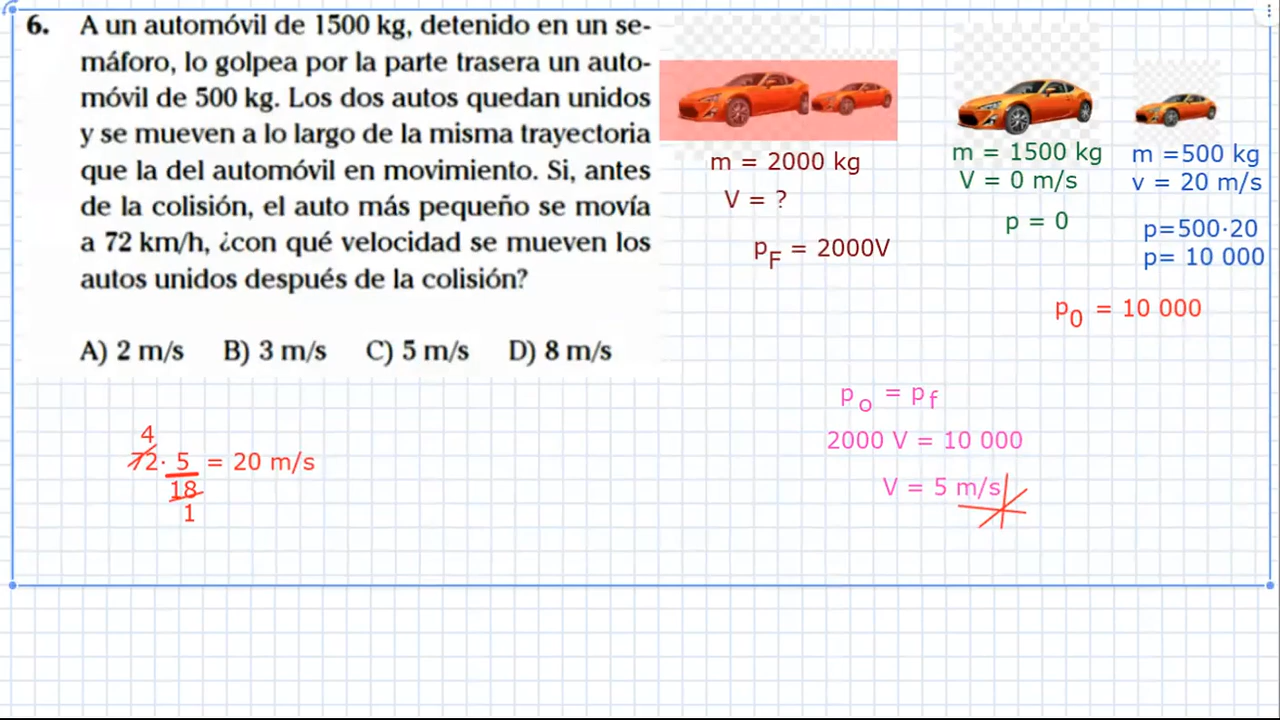 6. A un automóvil de 1500 kg, detenido en un se-
máforo, lo golpea por la parte trasera un auto-
móvil de 500 kg. Los dos autos quedan unidos
y se mueven a lo largo de la misma trayectoria
que la del automóvil en movimiento. Si, antes
de la colisión, el auto más pequeño se movía
a 72 km/h, ¿con qué velocidad se mueven los
autos unidos después de la colisión?
A) 2 m/s B) 3 m/s C) 5 m/s D) 8 m/s
4
72· 5 = 20 m/s
18
1
m = 2000 kg
V = ?
pF = 2000V
m = 1500 kg
V = 0 m/s
p = 0
m =500 kg
v = 20 m/s
p=500·20
p= 10 000
p0 = 10 000
po = pf
2000 V = 10 000
V = 5 m/s